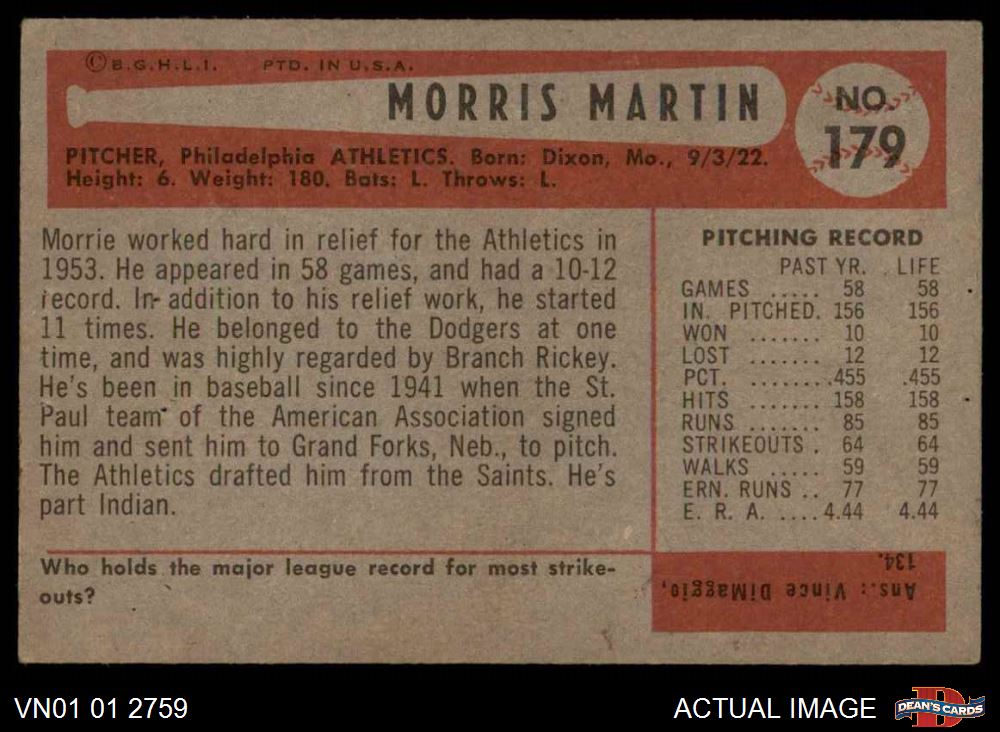 ©B.G.H.L.I. PTD. IN U.S.A.
MORRIS MARTIN
NO. 179
PITCHER, Philadelphia ATHLETICS. Born: Dixon, Mo., 9/3/22.
Height: 6. Weight: 180. Bats: L. Throws: L.
Morrie worked hard in relief for the Athletics in
1953. He appeared in 58 games, and had a 10-12
record. In addition to his relief work, he started
11 times. He belonged to the Dodgers at one
time, and was highly regarded by Branch Rickey.
He's been in baseball since 1941 when the St.
Paul team of the American Association signed
him and sent him to Grand Forks, Neb., to pitch.
The Athletics drafted him from the Saints. He's
part Indian.
PITCHING RECORD
PAST YR. LIFE
GAMES ..... 58 58
IN. PITCHED. 156 156
WON ....... 10 10
LOST ....... 12 12
PCT. ........ .455 .455
HITS ....... 158 158
RUNS ....... 85 85
STRIKEOUTS . 64 64
WALKS ..... 59 59
ERN. RUNS .. 77 77
E. R. A. .... 4.44 4.44
Who holds the major league record for most strike-
outs?
Ans.: Vince DiMaggio,
134.
VN01 01 2759
ACTUAL IMAGE
D
DEAN'S CARDS